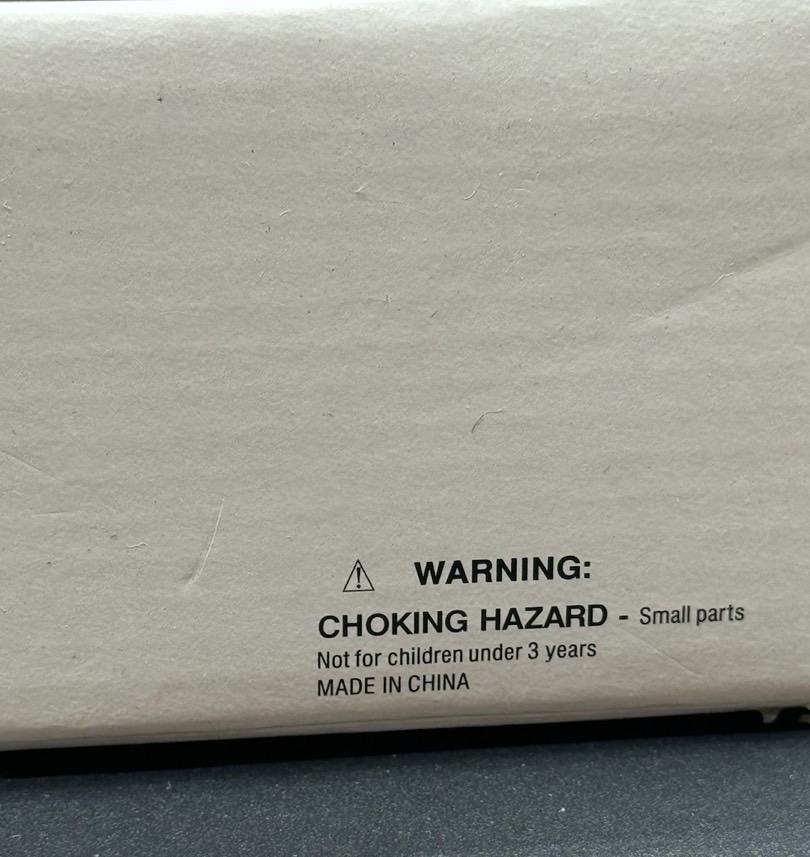 ⚠ WARNING:
CHOKING HAZARD - Small parts
Not for children under 3 years
MADE IN CHINA